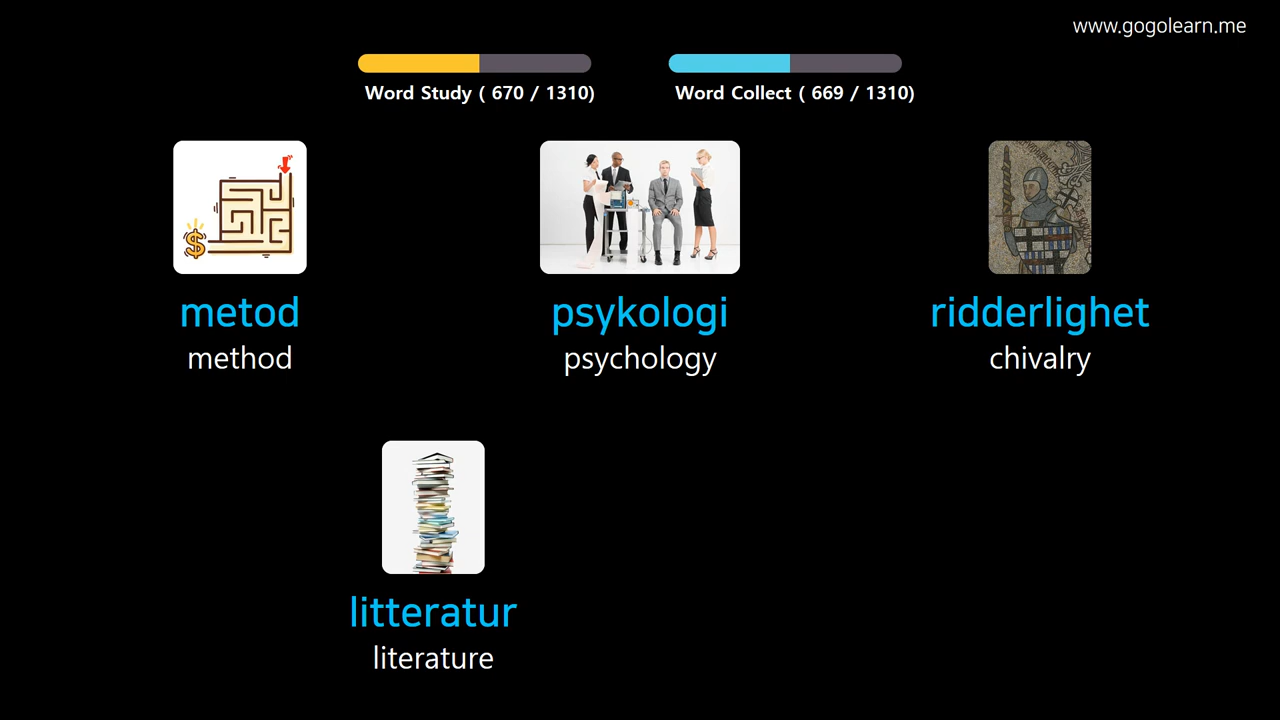 www.gogolearn.me
Word Study ( 670 / 1310)
Word Collect ( 669 / 1310)
metod
method
psykologi
psychology
ridderlighet
chivalry
litteratur
literature